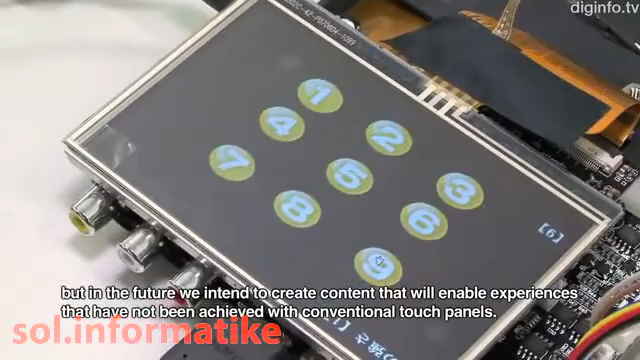 diginfo.tv
1
4
2
7
5
3
8
6
9
[9]
but in the future we intend to create content that will enable experiences
that have not been achieved with conventional touch panels.
sol.informatike